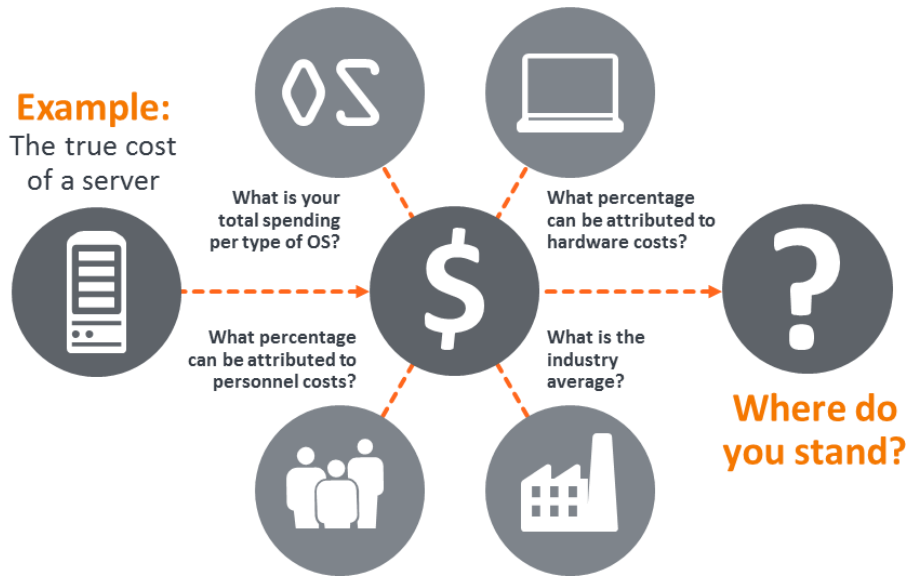 Example:
The true cost
of a server
OS
What is your
total spending
per type of OS?
What percentage
can be attributed to
hardware costs?
$
?
What percentage
can be attributed to
personnel costs?
What is the
industry
average?
Where do
you stand?